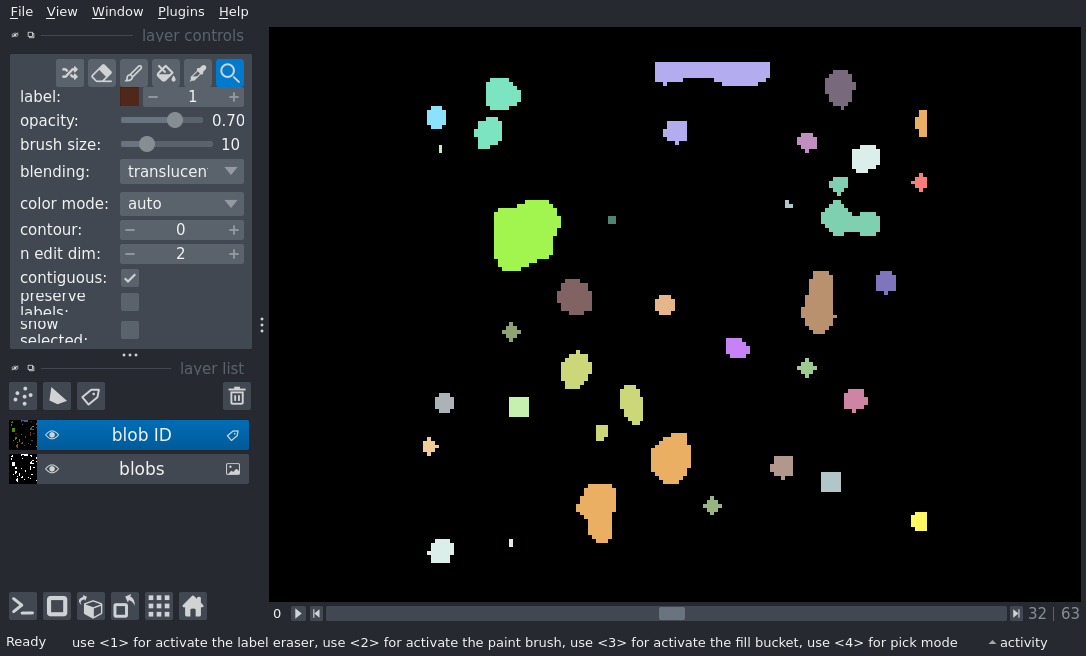 File View Window Plugins Help
layer controls
label: 1
opacity: 0.70
brush size: 10
blending: translucen
color mode: auto
contour: 0
n edit dim: 2
contiguous:
preserve
labels:
show
selected:
layer list
blob ID
blobs
0 32 63
Ready use <1> for activate the label eraser, use <2> for activate the paint brush, use <3> for activate the fill bucket, use <4> for pick mode activity